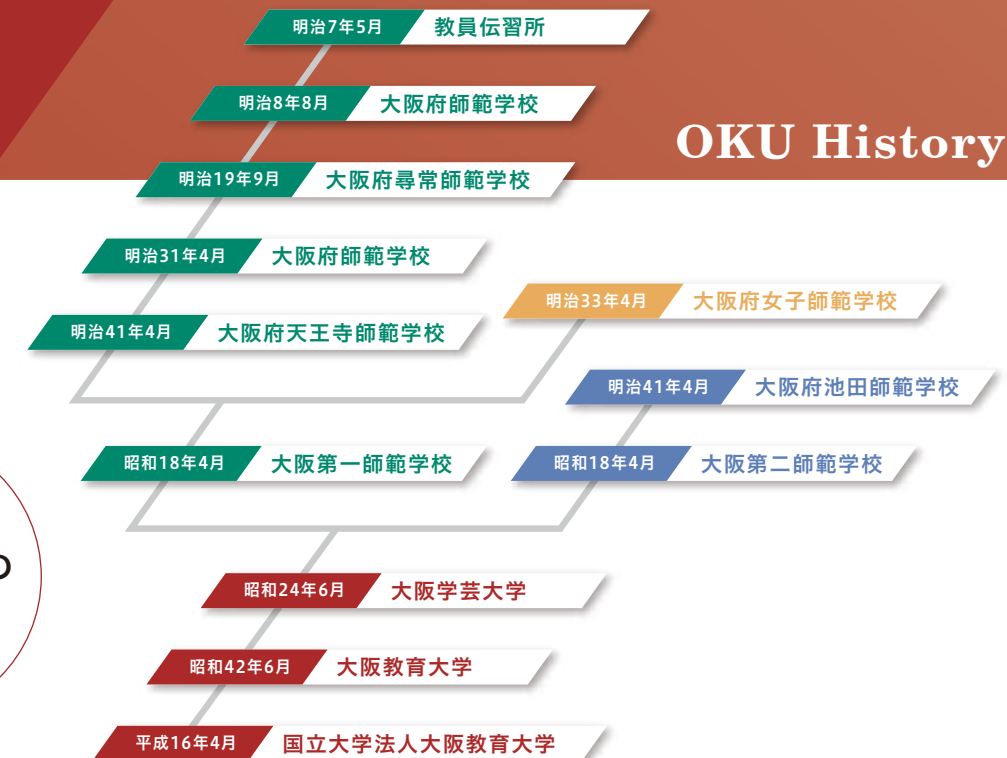 明治7年5月 教員伝習所
明治8年8月 大阪府師範学校
OKU History
明治19年9月 大阪府尋常師範学校
明治31年4月 大阪府師範学校
明治33年4月 大阪府女子師範学校
明治41年4月 大阪府天王寺師範学校
明治41年4月 大阪府池田師範学校
昭和18年4月 大阪第一師範学校
昭和18年4月 大阪第二師範学校
の
昭和24年6月 大阪学芸大学
昭和42年6月 大阪教育大学
平成16年4月 国立大学法人大阪教育大学